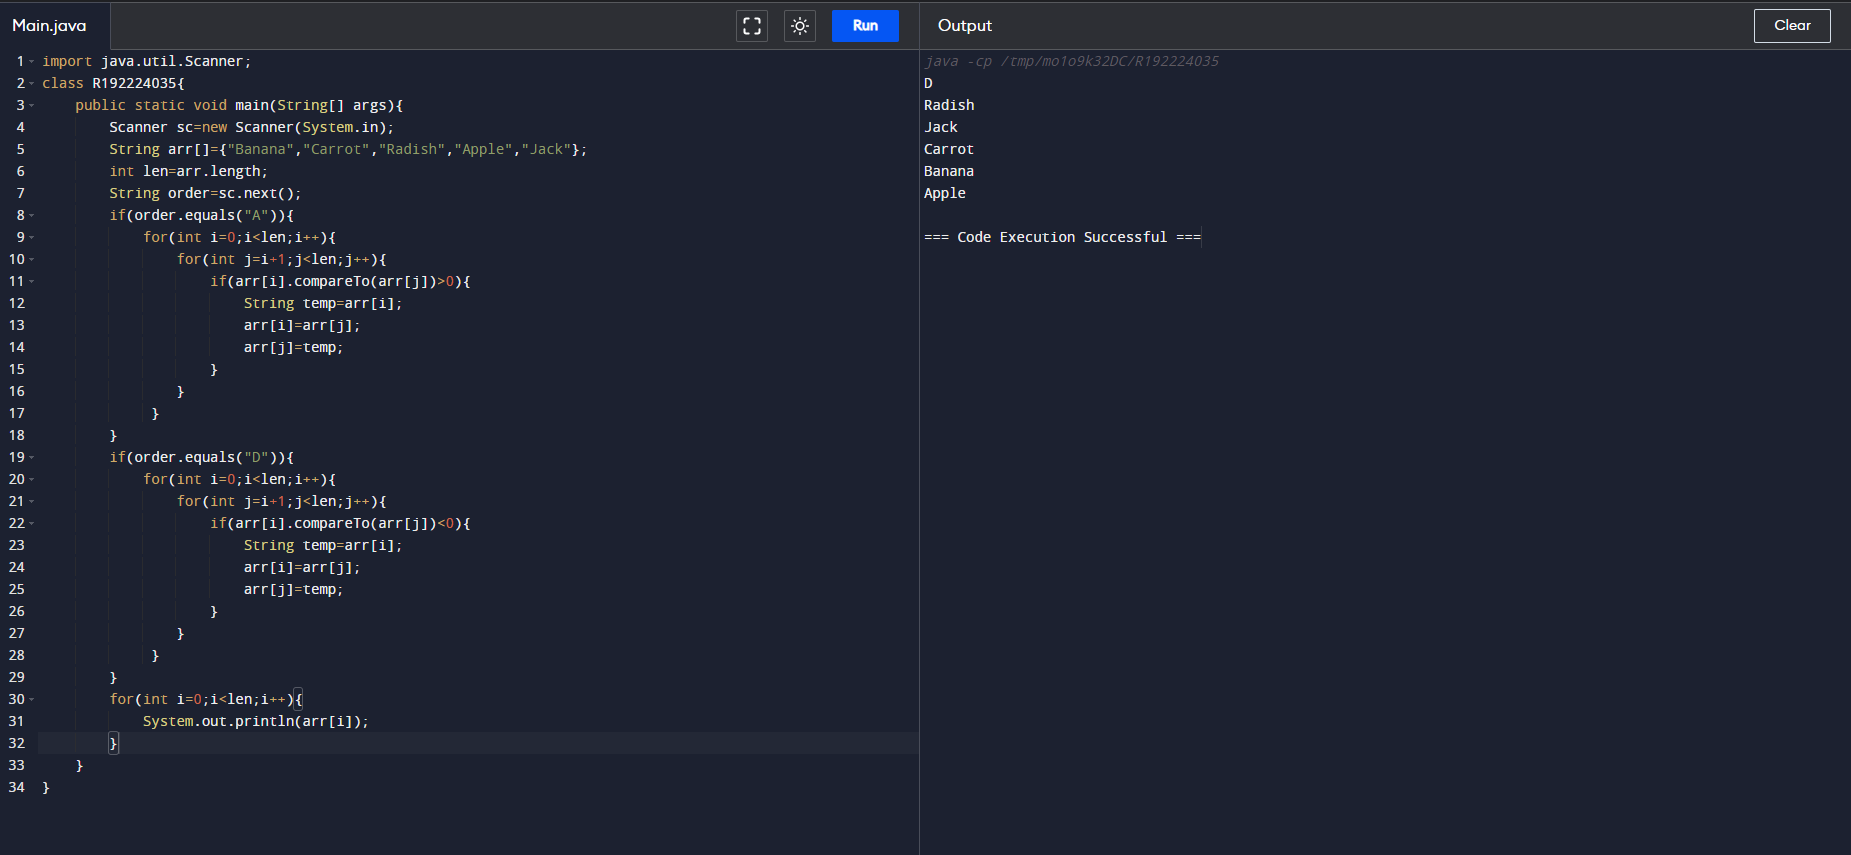 Main.java
Run
1 import java.util.Scanner;
2 class R192224035{
3     public static void main(String[] args){
4         Scanner sc=new Scanner(System.in);
5         String arr[]={"Banana","Carrot","Radish","Apple","Jack"};
6         int len=arr.length;
7         String order=sc.next();
8         if(order.equals("A")){
9             for(int i=0;i<len;i++){
10                 for(int j=i+1;j<len;j++){
11                     if(arr[i].compareTo(arr[j])>0){
12                         String temp=arr[i];
13                         arr[i]=arr[j];
14                         arr[j]=temp;
15                     }
16                 }
17              }
18         }
19         if(order.equals("D")){
20             for(int i=0;i<len;i++){
21                 for(int j=i+1;j<len;j++){
22                     if(arr[i].compareTo(arr[j])<0){
23                         String temp=arr[i];
24                         arr[i]=arr[j];
25                         arr[j]=temp;
26                     }
27                 }
28              }
29         }
30         for(int i=0;i<len;i++){
31             System.out.println(arr[i]);
32         }
33     }
34 }
Output
Clear
java -cp /tmp/mo1o9k32DC/R192224035
D
Radish
Jack
Carrot
Banana
Apple
=== Code Execution Successful ===